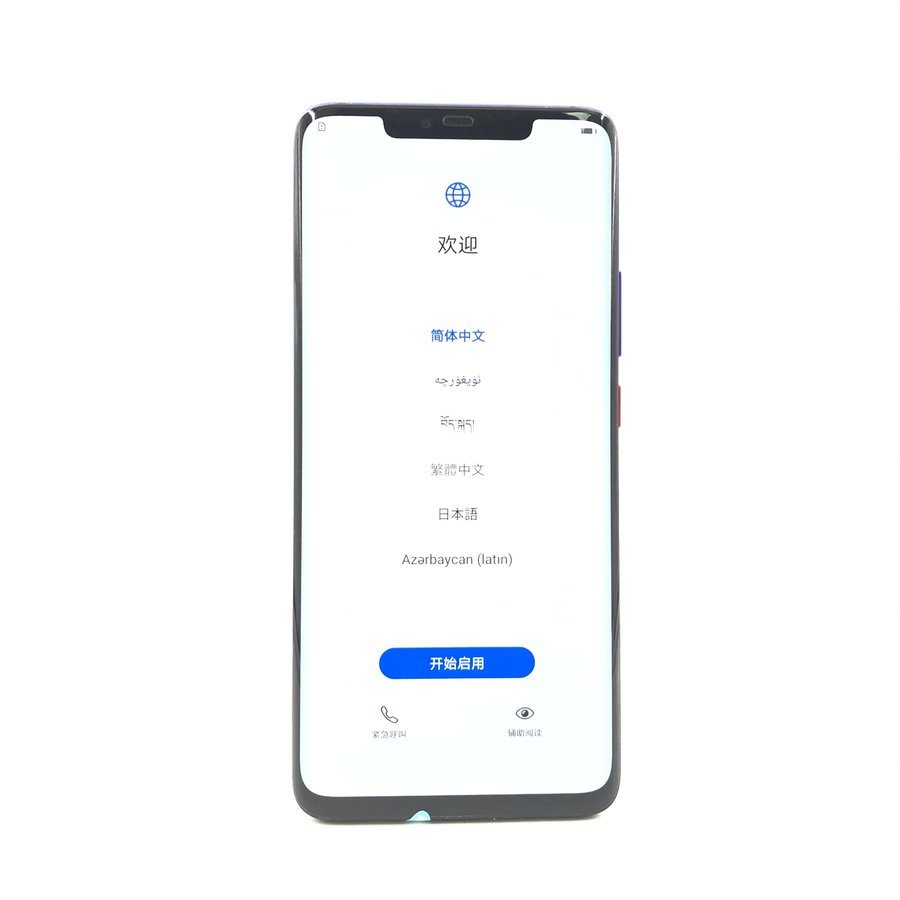 欢迎
简体中文
ئۇيغۇرچە
བོད་སྐད།
繁體中文
日本語
Azərbaycan (latın)
开始启用
紧急呼叫 辅助阅读